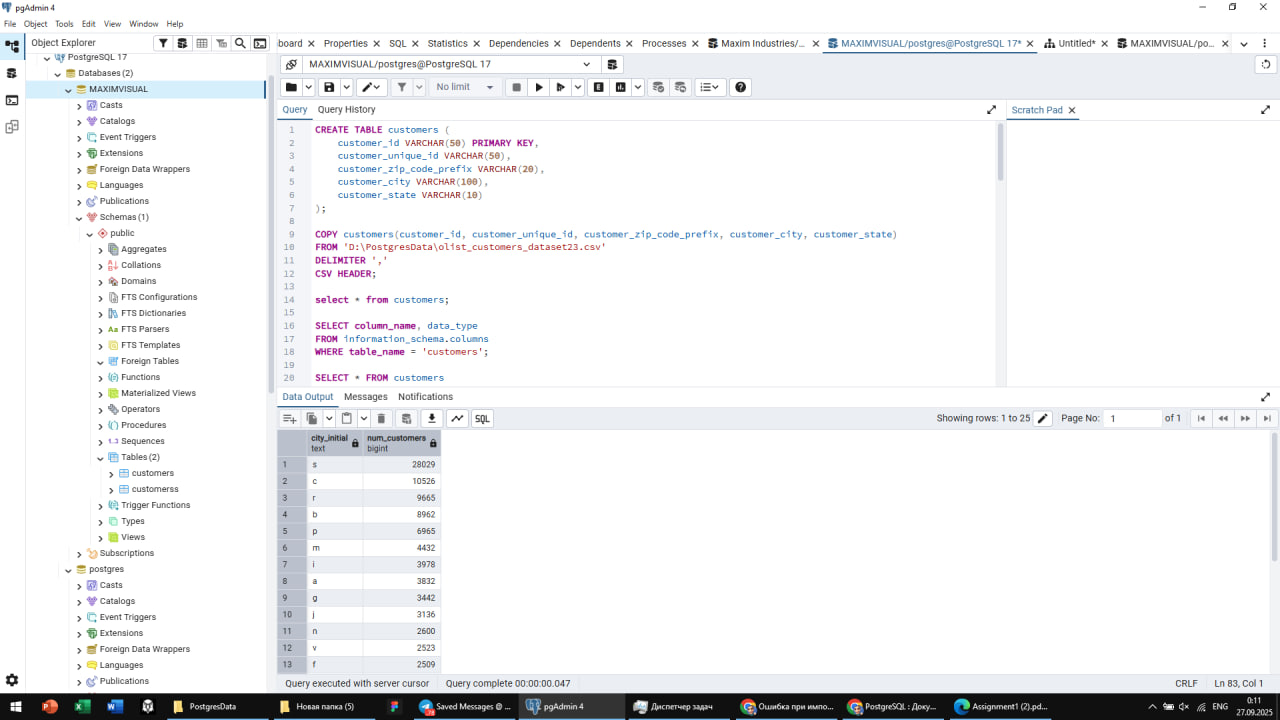 pgAdmin 4
File Object Tools Edit View Window Help
Object Explorer
board Properties SQL Statistics Dependencies Dependents Processes Maxim Industries/... MAXIMVISUAL/postgres@PostgreSQL 17* Untitled* MAXIMVISUAL/po...
MAXIMVISUAL/postgres@PostgreSQL 17
No limit
Query Query History
Scratch Pad
PostgreSQL 17
Databases (2)
MAXIMVISUAL
Casts
Catalogs
Event Triggers
Extensions
Foreign Data Wrappers
Languages
Publications
Schemas (1)
public
Aggregates
Collations
Domains
FTS Configurations
FTS Dictionaries
Aa FTS Parsers
FTS Templates
Foreign Tables
Functions
Materialized Views
Operators
Procedures
1..3 Sequences
Tables (2)
customers
customerss
Trigger Functions
Types
Views
Subscriptions
postgres
Casts
Catalogs
Event Triggers
Extensions
Foreign Data Wrappers
Languages
Publications
1 CREATE TABLE customers (
2 customer_id VARCHAR(50) PRIMARY KEY,
3 customer_unique_id VARCHAR(50),
4 customer_zip_code_prefix VARCHAR(20),
5 customer_city VARCHAR(100),
6 customer_state VARCHAR(10)
7 );
8
9 COPY customers(customer_id, customer_unique_id, customer_zip_code_prefix, customer_city, customer_state)
10 FROM 'D:\PostgresData\olist_customers_dataset23.csv'
11 DELIMITER ','
12 CSV HEADER;
13
14 select * from customers;
15
16 SELECT column_name, data_type
17 FROM information_schema.columns
18 WHERE table_name = 'customers';
19
20 SELECT * FROM customers
Data Output Messages Notifications
SQL
Showing rows: 1 to 25 Page No: 1 of 1
city_initial num_customers
text bigint
1 s 28029
2 c 10526
3 r 9665
4 b 8962
5 p 6965
6 m 4432
7 i 3978
8 a 3832
9 g 3442
10 j 3136
11 n 2600
12 v 2523
13 f 2509
Query executed with server cursor Query complete 00:00:00.047 CRLF Ln 83, Col 1
PostgresData Новая папка (5) Saved Messages @ ... pgAdmin 4 Диспетчер задач Ошибка при импо... PostgreSQL : Доку... Assignment1 (2).pd... ENG 0:11
27.09.2025